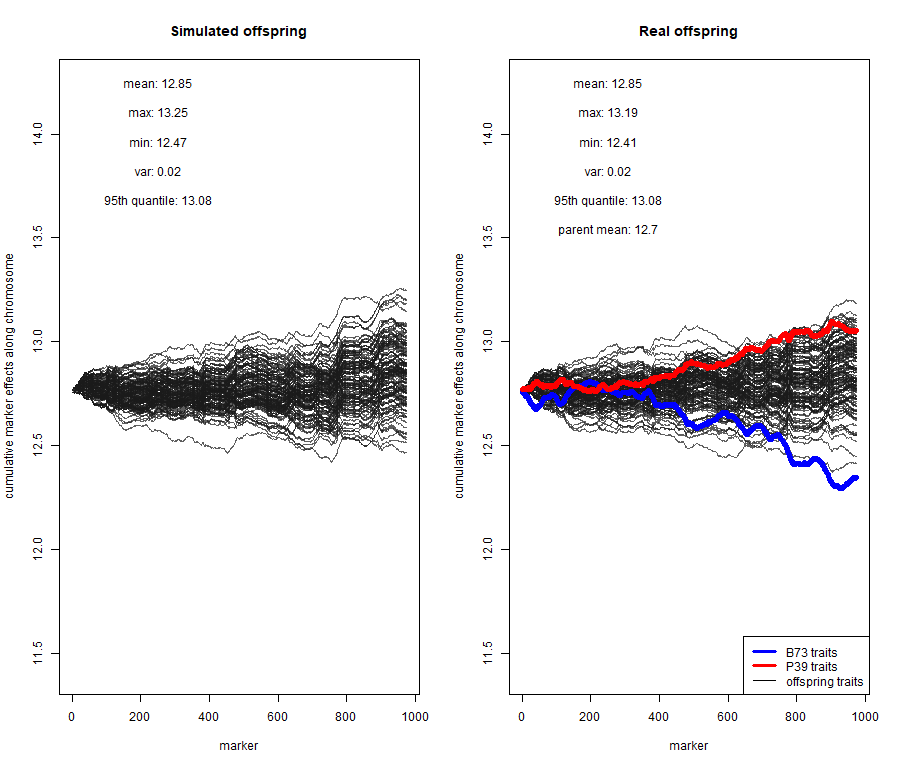 Simulated offspring
mean: 12.85
max: 13.25
min: 12.47
var: 0.02
95th quantile: 13.08
cumulative marker effects along chromosome
14.0
13.5
13.0
12.5
12.0
11.5
0 200 400 600 800 1000
marker
Real offspring
mean: 12.85
max: 13.19
min: 12.41
var: 0.02
95th quantile: 13.08
parent mean: 12.7
cumulative marker effects along chromosome
14.0
13.5
13.0
12.5
12.0
11.5
B73 traits
P39 traits
offspring traits
0 200 400 600 800 1000
marker